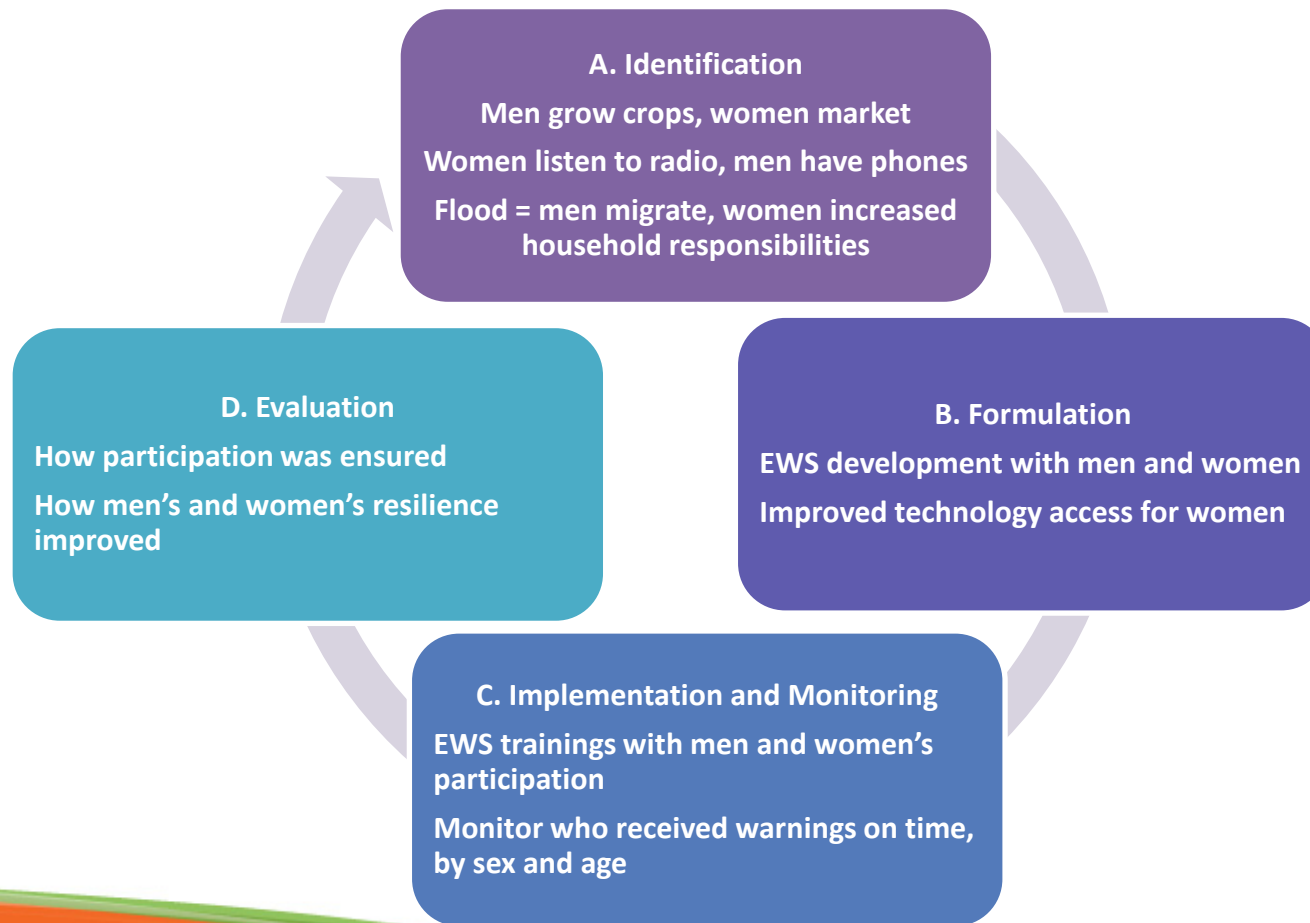 A. Identification
Men grow crops, women market
Women listen to radio, men have phones
Flood = men migrate, women increased
household responsibilities
B. Formulation
EWS development with men and women
Improved technology access for women
C. Implementation and Monitoring
EWS trainings with men and women’s
participation
Monitor who received warnings on time,
by sex and age
D. Evaluation
How participation was ensured
How men’s and women’s resilience
improved